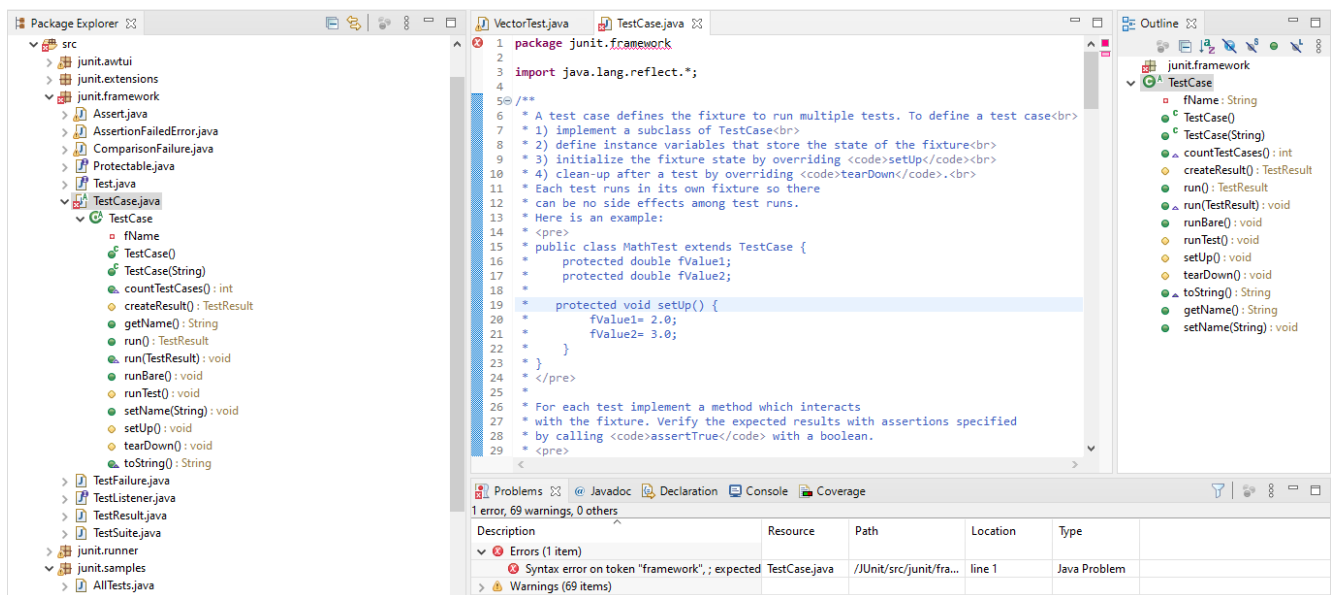 Package Explorer
src
junit.awtui
junit.extensions
junit.framework
Assert.java
AssertionFailedError.java
ComparisonFailure.java
Protectable.java
Test.java
TestCase.java
TestCase
fName
TestCase()
TestCase(String)
countTestCases() : int
createResult() : TestResult
getName() : String
run() : TestResult
run(TestResult) : void
runBare() : void
runTest() : void
setName(String) : void
setUp() : void
tearDown() : void
toString() : String
TestFailure.java
TestListener.java
TestResult.java
TestSuite.java
junit.runner
junit.samples
AllTests.java
VectorTest.java TestCase.java
1 package junit.framework
2
3 import java.lang.reflect.*;
4
5 /**
6 * A test case defines the fixture to run multiple tests. To define a test case<br>
7 * 1) implement a subclass of TestCase<br>
8 * 2) define instance variables that store the state of the fixture<br>
9 * 3) initialize the fixture state by overriding <code>setUp</code><br>
10 * 4) clean-up after a test by overriding <code>tearDown</code>.<br>
11 * Each test runs in its own fixture so there
12 * can be no side effects among test runs.
13 * Here is an example:
14 * <pre>
15 * public class MathTest extends TestCase {
16 *     protected double fValue1;
17 *     protected double fValue2;
18 *
19 *    protected void setUp() {
20 *         fValue1= 2.0;
21 *         fValue2= 3.0;
22 *     }
23 * }
24 * </pre>
25 *
26 * For each test implement a method which interacts
27 * with the fixture. Verify the expected results with assertions specified
28 * by calling <code>assertTrue</code> with a boolean.
29 * <pre>
Outline
junit.framework
TestCase
fName : String
TestCase()
TestCase(String)
countTestCases() : int
createResult() : TestResult
run() : TestResult
run(TestResult) : void
runBare() : void
runTest() : void
setUp() : void
tearDown() : void
toString() : String
getName() : String
setName(String) : void
Problems Javadoc Declaration Console Coverage
1 error, 69 warnings, 0 others
Description Resource Path Location Type
Errors (1 item)
Syntax error on token "framework", ; expected TestCase.java /JUnit/src/junit/fra... line 1 Java Problem
Warnings (69 items)